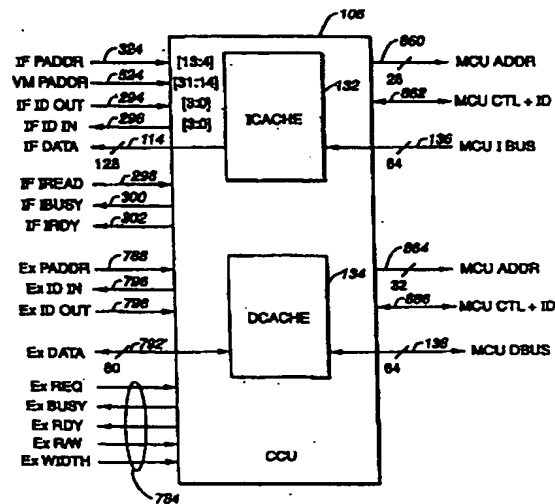 106
IF PADDR 324 [13:4]
VM PADDR 824 [31:14]
IF ID OUT 294 [3:0]
IF ID IN 296 [3:0]
IF DATA 114
128
IF IREAD 298
IF IBUSY 300
IF IRDY 302
ICACHE
132
860
MCU ADDR
28
862
MCU CTL + ID
136
MCU I BUS
64
Ex PADDR 788
Ex ID IN 796
Ex ID OUT 798
Ex DATA 792'
80
Ex REQ
Ex BUSY
Ex RDY
Ex R/W
Ex WIDTH
784
DCACHE
134
CCU
864
MCU ADDR
32
866
MCU CTL + ID
136
MCU DBUS
64